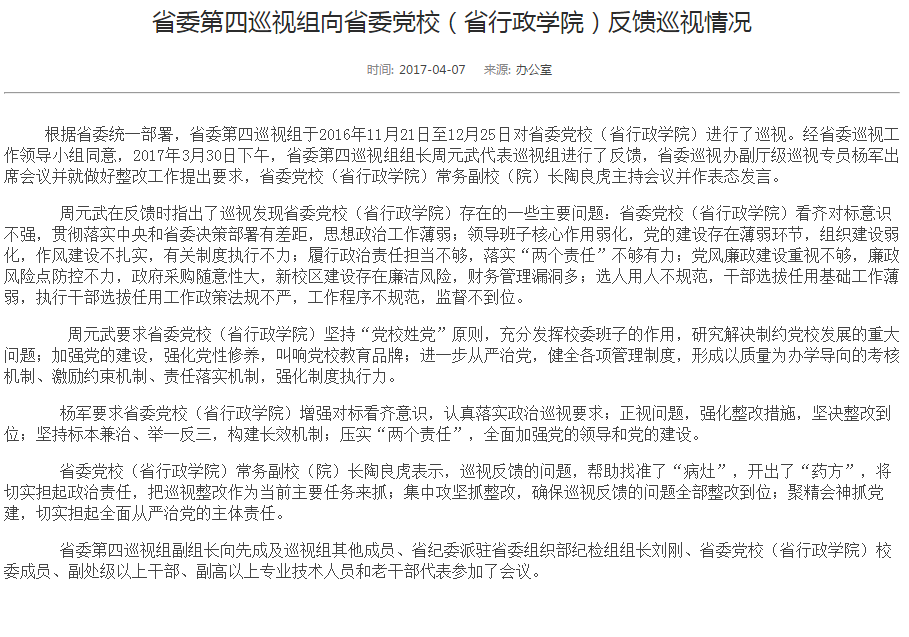 省委第四巡视组向省委党校（省行政学院）反馈巡视情况
时间: 2017-04-07 来源: 办公室
根据省委统一部署，省委第四巡视组于2016年11月21日至12月25日对省委党校（省行政学院）进行了巡视。经省委巡视工
作领导小组同意，2017年3月30日下午，省委第四巡视组组长周元武代表巡视组进行了反馈，省委巡视办副厅级巡视专员杨军出
席会议并就做好整改工作提出要求，省委党校（省行政学院）常务副校（院）长陶良虎主持会议并作表态发言。
周元武在反馈时指出了巡视发现省委党校（省行政学院）存在的一些主要问题：省委党校（省行政学院）看齐对标意识
不强，贯彻落实中央和省委决策部署有差距，思想政治工作薄弱；领导班子核心作用弱化，党的建设存在薄弱环节，组织建设弱
化，作风建设不扎实，有关制度执行不力；履行政治责任担当不够，落实“两个责任”不够有力；党风廉政建设重视不够，廉政
风险点防控不力，政府采购随意性大，新校区建设存在廉洁风险，财务管理漏洞多；选人用人不规范，干部选拔任用基础工作薄
弱，执行干部选拔任用工作政策法规不严，工作程序不规范，监督不到位。
周元武要求省委党校（省行政学院）坚持“党校姓党”原则，充分发挥校委班子的作用，研究解决制约党校发展的重大
问题；加强党的建设，强化党性修养，叫响党校教育品牌；进一步从严治党，健全各项管理制度，形成以质量为办学导向的考核
机制、激励约束机制、责任落实机制，强化制度执行力。
杨军要求省委党校（省行政学院）增强对标看齐意识，认真落实政治巡视要求；正视问题，强化整改措施，坚决整改到
位；坚持标本兼治、举一反三，构建长效机制；压实“两个责任”，全面加强党的领导和党的建设。
省委党校（省行政学院）常务副校（院）长陶良虎表示，巡视反馈的问题，帮助找准了“病灶”，开出了“药方”，将
切实担起政治责任，把巡视整改作为当前主要任务来抓；集中攻坚抓整改，确保巡视反馈的问题全部整改到位；聚精会神抓党
建，切实担起全面从严治党的主体责任。
省委第四巡视组副组长向先成及巡视组其他成员、省纪委派驻省委组织部纪检组组长刘刚、省委党校（省行政学院）校
委成员、副处级以上干部、副高以上专业技术人员和老干部代表参加了会议。